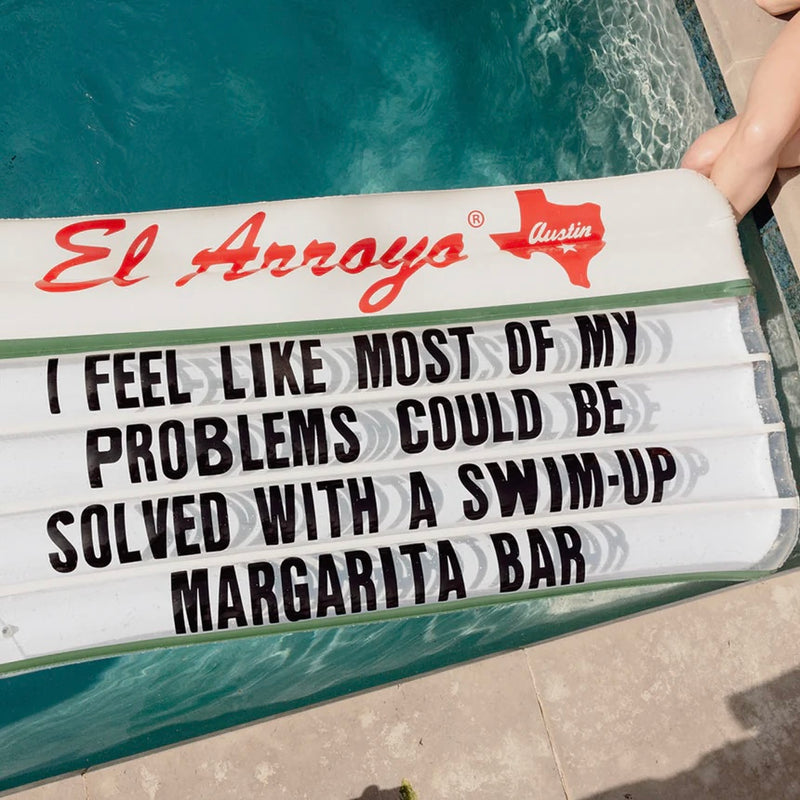 El Arroyo®
Austin
I FEEL LIKE MOST OF MY
PROBLEMS COULD BE
SOLVED WITH A SWIM-UP
MARGARITA BAR